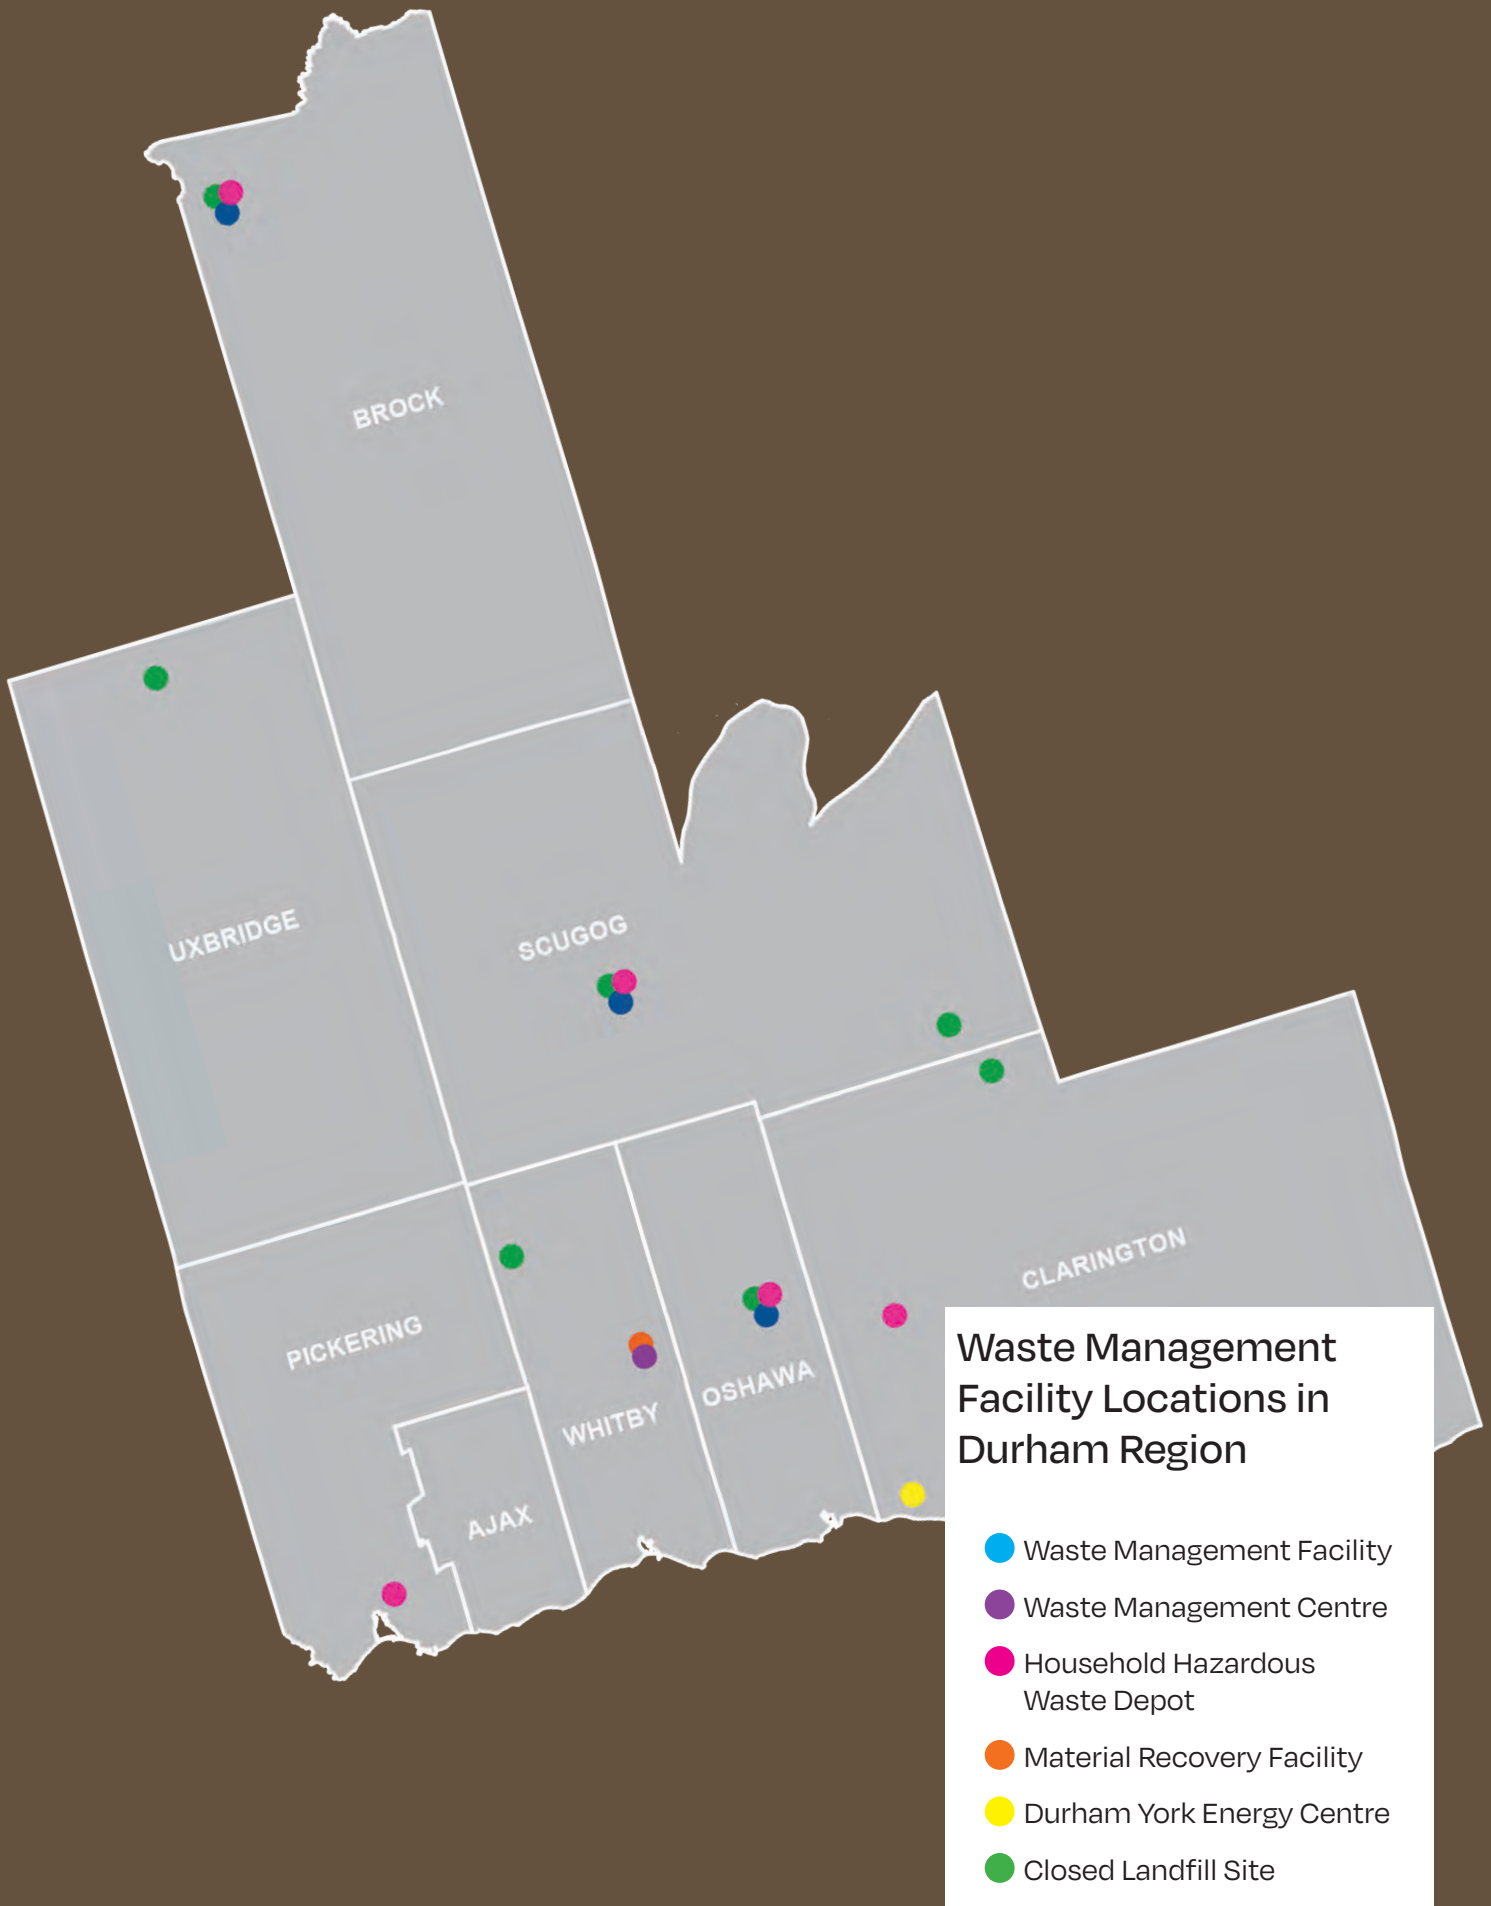 BROCK
UXBRIDGE
SCUGOG
CLARINGTON
PICKERING
OSHAWA
WHITBY
AJAX
Waste Management
Facility Locations in
Durham Region
Waste Management Facility
Waste Management Centre
Household Hazardous
Waste Depot
Material Recovery Facility
Durham York Energy Centre
Closed Landfill Site